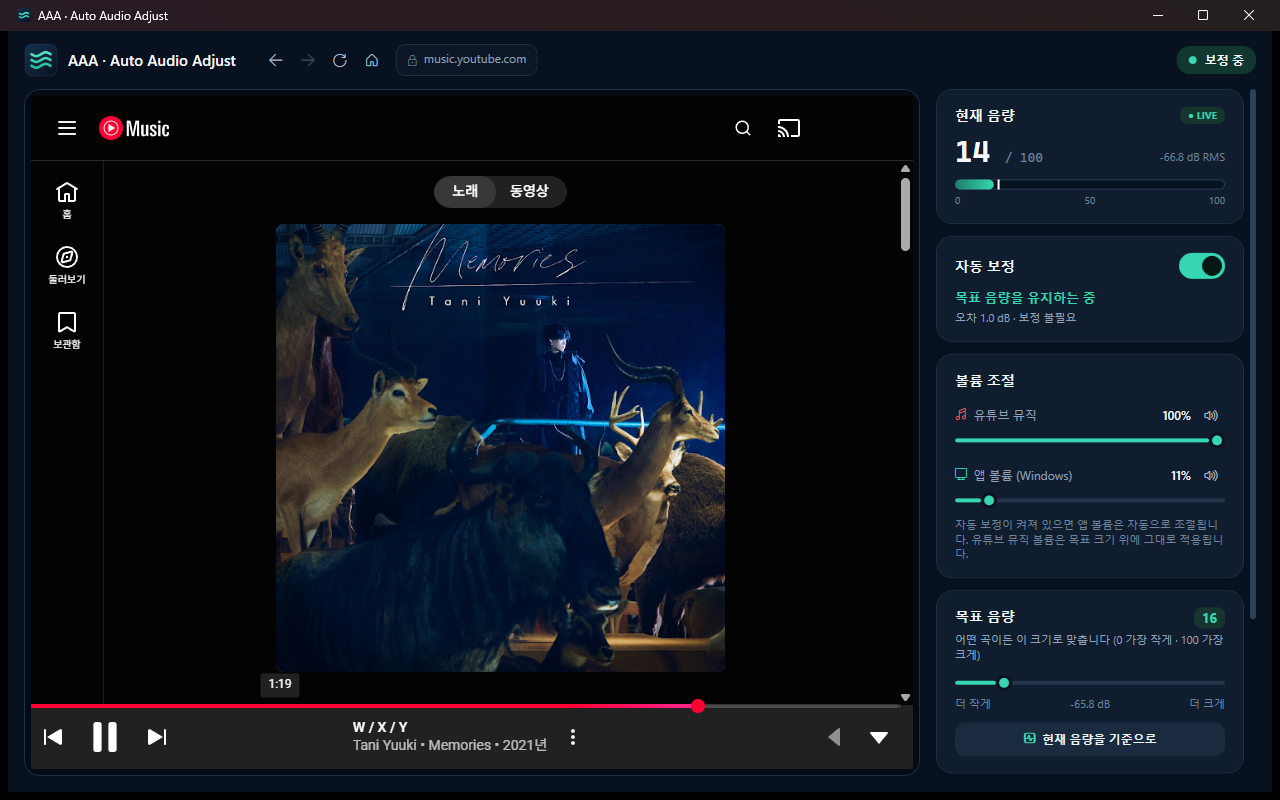 AAA · Auto Audio Adjust
AAA · Auto Audio Adjust
music.youtube.com
보정 중
Music
홈
둘러보기
보관함
노래
동영상
Memories
Tani Yuuki
1:19
W / X / Y
Tani Yuuki • Memories • 2021년
현재 음량
LIVE
14 / 100
-66.8 dB RMS
0 50 100
자동 보정
목표 음량을 유지하는 중
오차 1.0 dB · 보정 불필요
볼륨 조절
유튜브 뮤직 100%
앱 볼륨 (Windows) 11%
자동 보정이 켜져 있으면 앱 볼륨은 자동으로 조절됩니
다. 유튜브 뮤직 볼륨은 목표 크기 위에 그대로 적용됩니
다.
목표 음량 16
어떤 곡이든 이 크기로 맞춥니다 (0 가장 작게 · 100 가장
크게)
더 작게 -65.8 dB 더 크게
현재 음량을 기준으로